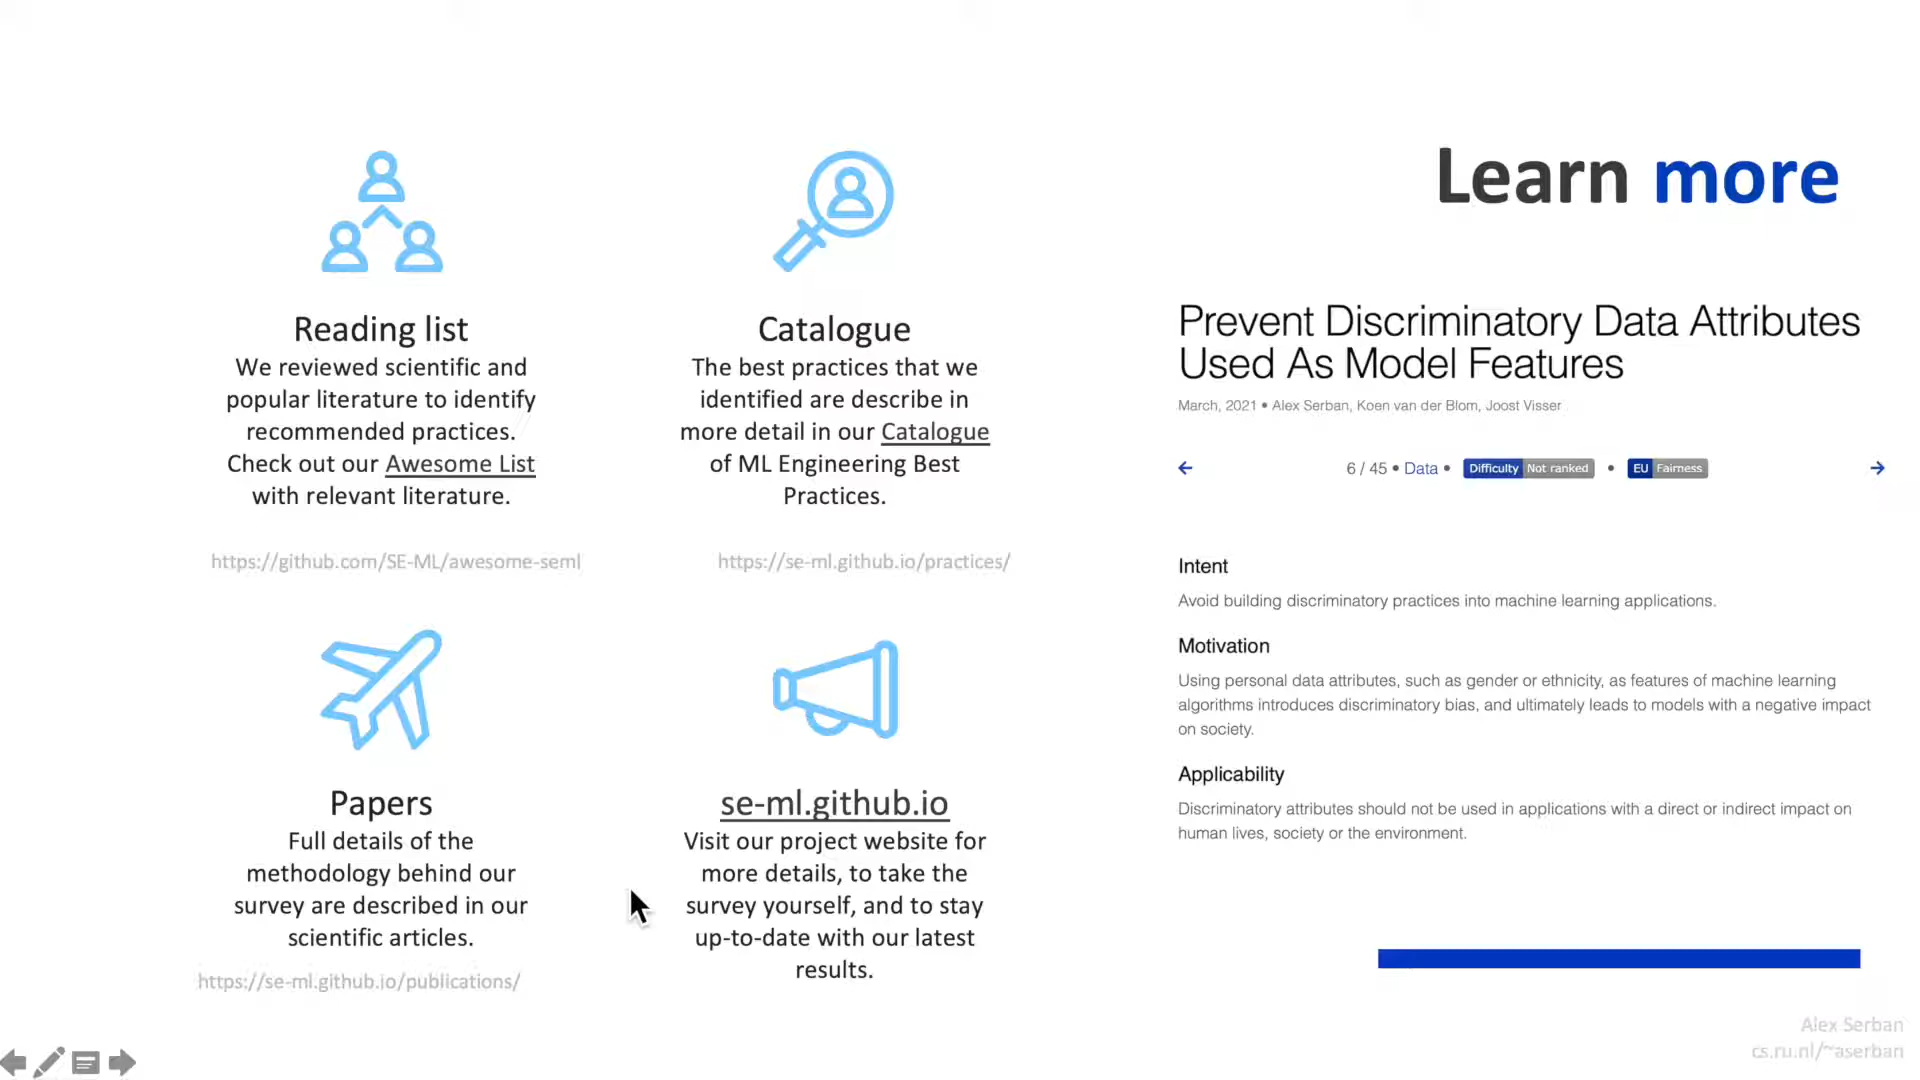 Learn more
Reading list
We reviewed scientific and
popular literature to identify
recommended practices.
Check out our Awesome List
with relevant literature.
https://github.com/SE-ML/awesome-seml
Catalogue
The best practices that we
identified are describe in
more detail in our Catalogue
of ML Engineering Best
Practices.
https://se-ml.github.io/practices/
Papers
Full details of the
methodology behind our
survey are described in our
scientific articles.
https://se-ml.github.io/publications/
se-ml.github.io
Visit our project website for
more details, to take the
survey yourself, and to stay
up-to-date with our latest
results.
Prevent Discriminatory Data Attributes
Used As Model Features
March, 2021 • Alex Serban, Koen van der Blom, Joost Visser
6 / 45 • Data • Difficulty Not ranked • EU Fairness
Intent
Avoid building discriminatory practices into machine learning applications.
Motivation
Using personal data attributes, such as gender or ethnicity, as features of machine learning
algorithms introduces discriminatory bias, and ultimately leads to models with a negative impact
on society.
Applicability
Discriminatory attributes should not be used in applications with a direct or indirect impact on
human lives, society or the environment.
Alex Serban
cs.ru.nl/~aserban